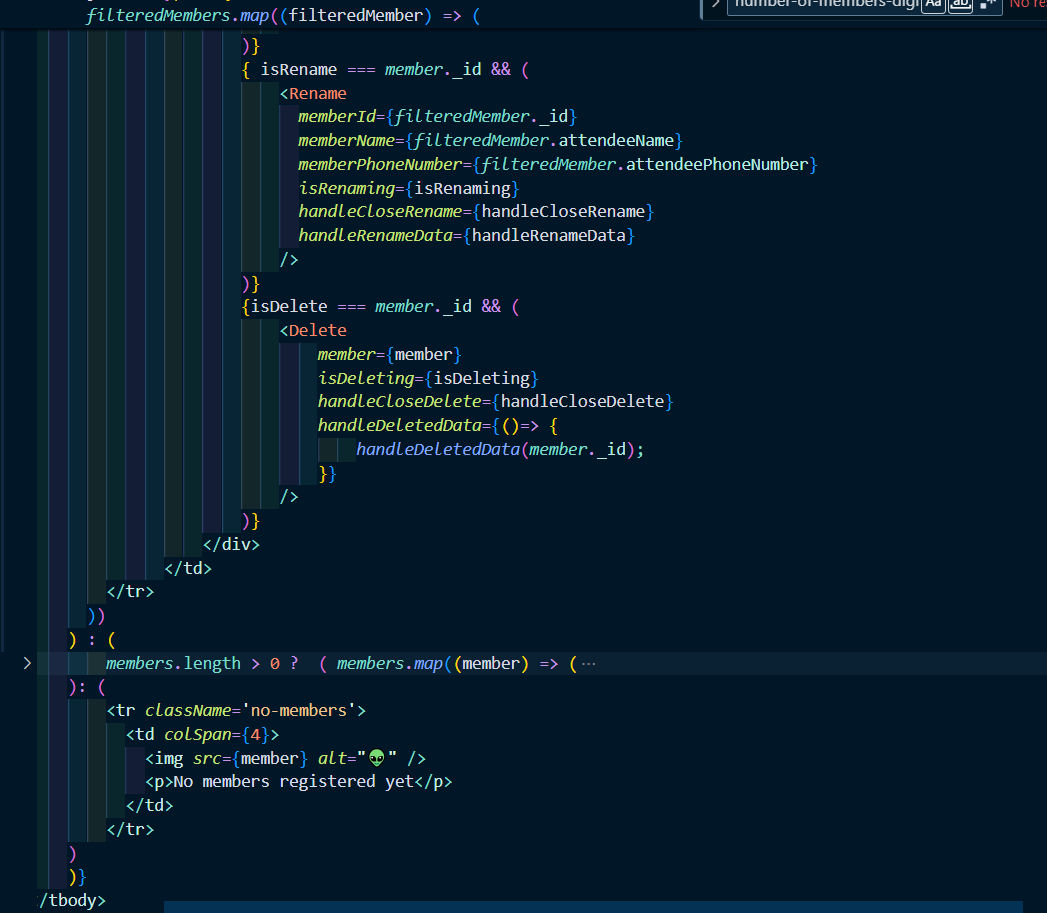 filteredMembers.map((filteredMember) => (
number-of-members-digi
Aa
ab
.*
No re
)}
{ isRename === member._id && (
<Rename
memberId={filteredMember._id}
memberName={filteredMember.attendeeName}
memberPhoneNumber={filteredMember.attendeePhoneNumber}
isRenaming={isRenaming}
handleCloseRename={handleCloseRename}
handleRenameData={handleRenameData}
/>
)}
{isDelete === member._id && (
<Delete
member={member}
isDeleting={isDeleting}
handleCloseDelete={handleCloseDelete}
handleDeletedData={()=> {
handleDeletedData(member._id);
}}
/>
)}
</div>
</td>
</tr>
))
) : (
members.length > 0 ?  ( members.map((member) => (···
): (
<tr className='no-members'>
<td colSpan={4}>
<img src={member} alt="👽" />
<p>No members registered yet</p>
</td>
</tr>
)
)}
/tbody>